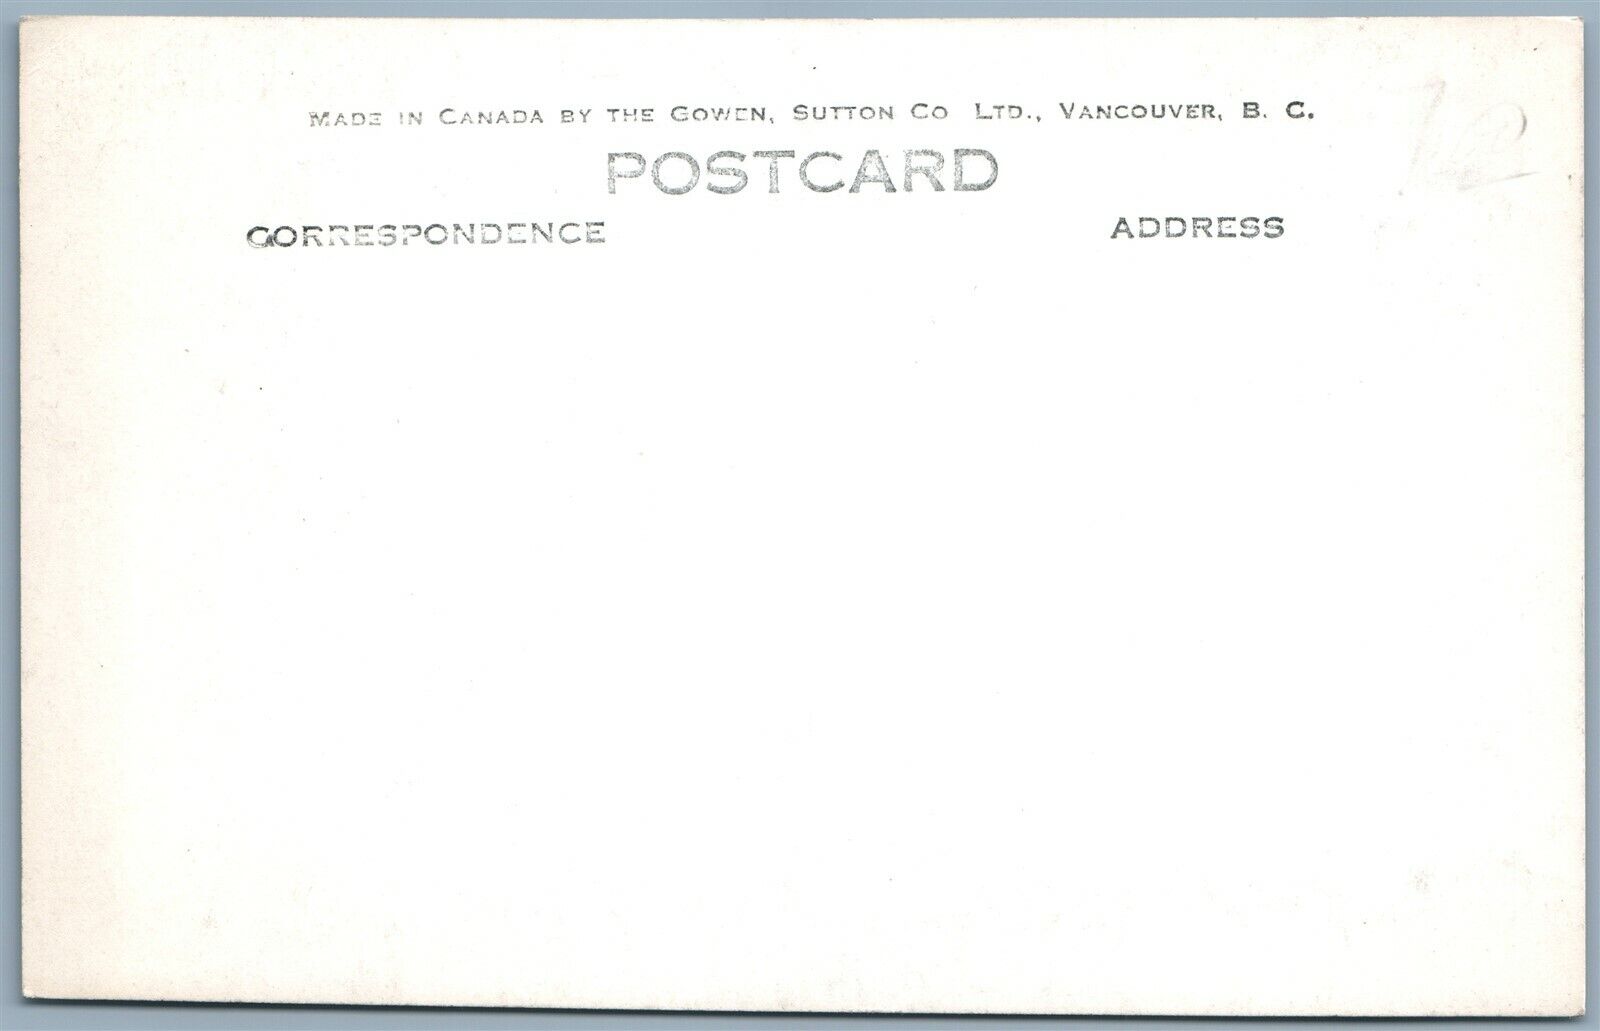 MADE IN CANADA BY THE GOWEN, SUTTON CO LTD., VANCOUVER, B. C.
POSTCARD
CORRESPONDENCE ADDRESS